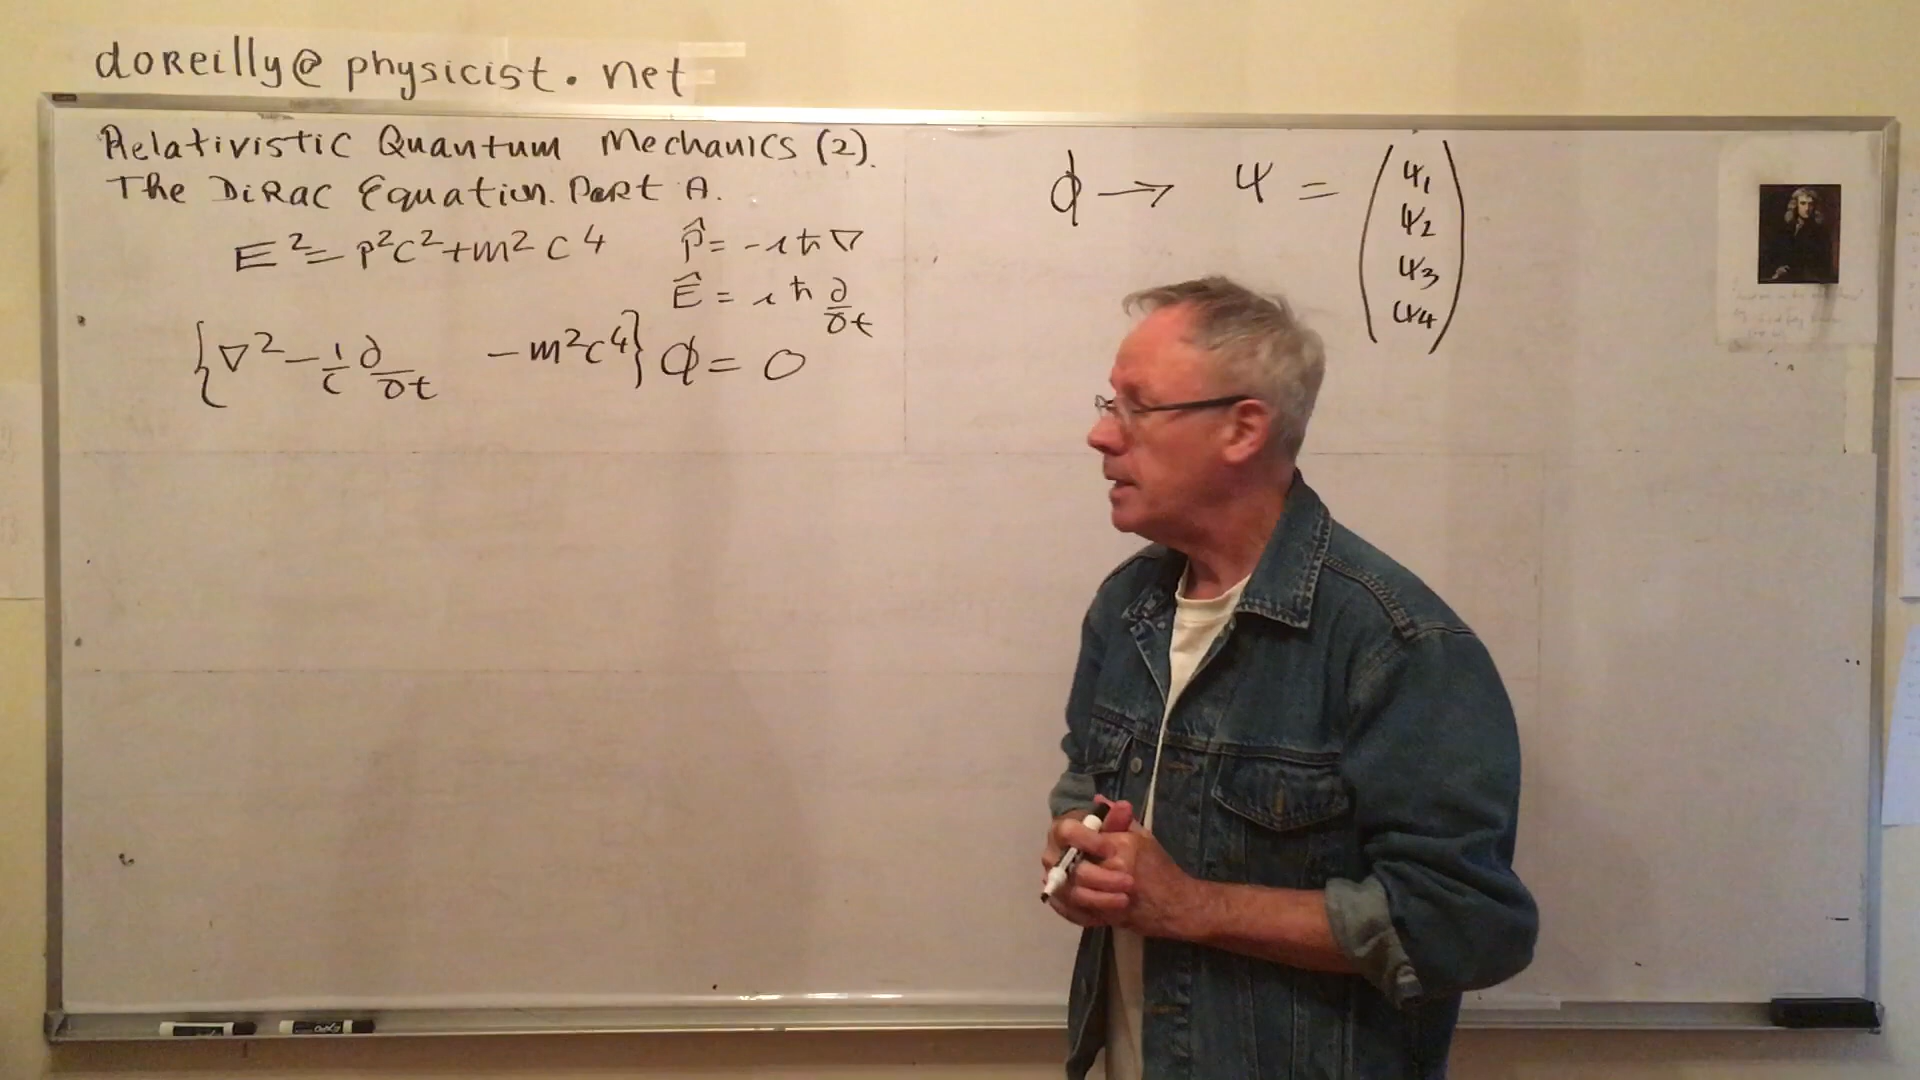 doReilly@physicist.net
Relativistic Quantum Mechanics (2).
The Dirac Equation. Part A.
E² = p²c² + m²c⁴   p̂ = -iħ∇
Ê = iħ ∂/∂t
{∇² - 1/c ∂/∂t   - m²c⁴} ϕ = 0
ϕ → Ψ = (Ψ₁
Ψ₂
Ψ₃
Ψ₄)